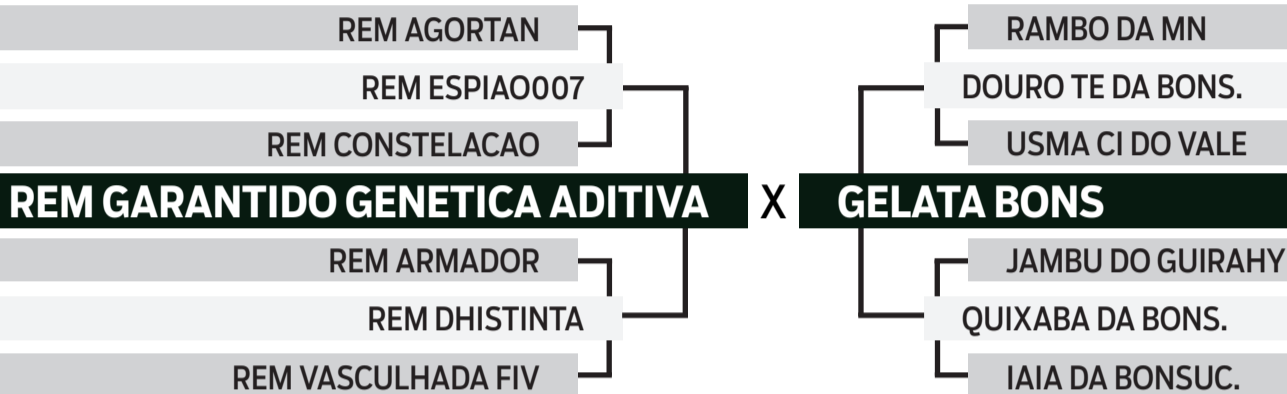 REM AGORTAN
REM ESPIAO007
REM CONSTELACAO
REM GARANTIDO GENETICA ADITIVA
REM ARMADOR
REM DHISTINTA
REM VASCULHADA FIV
X
RAMBO DA MN
DOURO TE DA BONS.
USMA CI DO VALE
GELATA BONS
JAMBU DO GUIRAHY
QUIXABA DA BONS.
IAIA DA BONSUC.